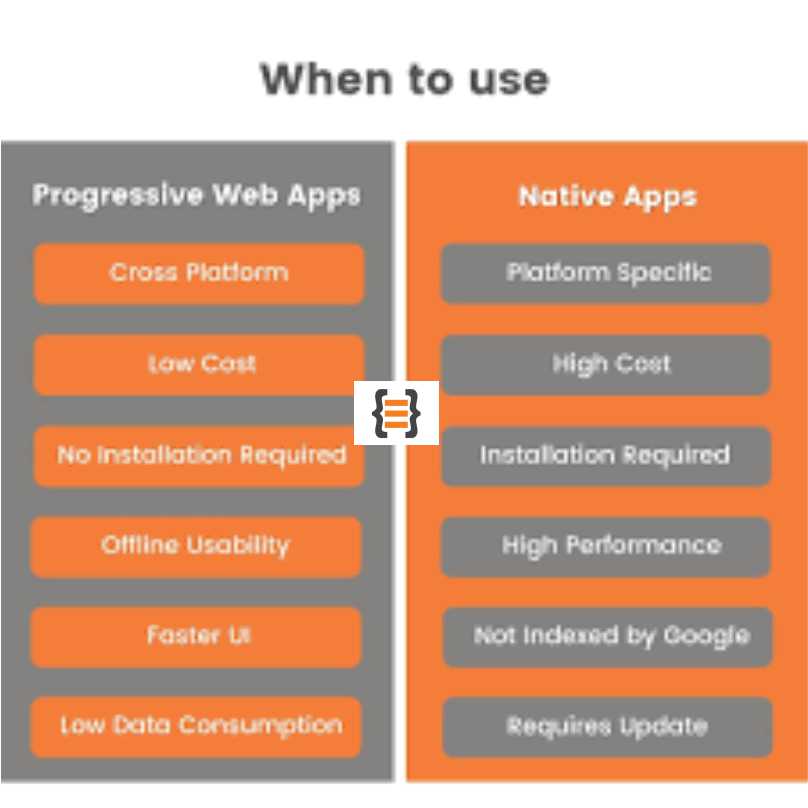 When to use
Progressive Web Apps
Cross Platform
Low Cost
No Installation Required
Offline Usability
Faster UI
Low Data Consumption
Native Apps
Platform Specific
High Cost
Installation Required
High Performance
Not Indexed by Google
Requires Update